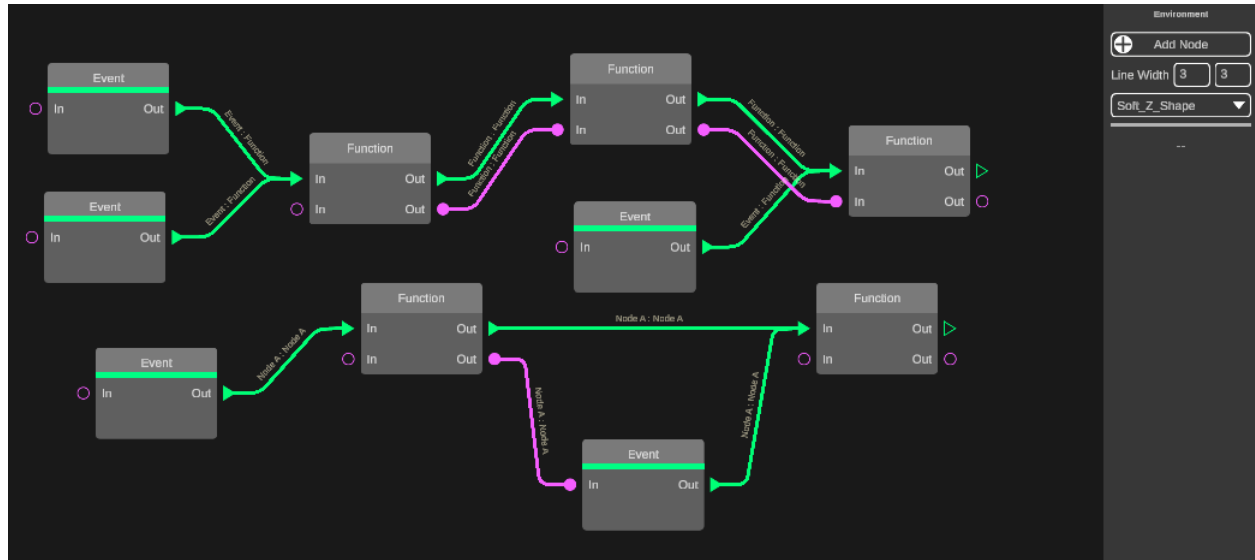 Environment
Add Node
Line Width 3 3
Soft_Z_Shape
--
Event
In Out
Event : Function
Event
In Out
Event : Function
Function
In Out
In Out
Function : Function
Function : Function
Function
In Out
In Out
Function : Function
Function : Function
Event
In Out
Event : Function
Function
In Out
In Out
Event
In Out
Node A : Node A
Function
In Out
In Out
Node A : Node A
Node A : Node A
Event
In Out
Node A : Node A
Function
In Out
In Out